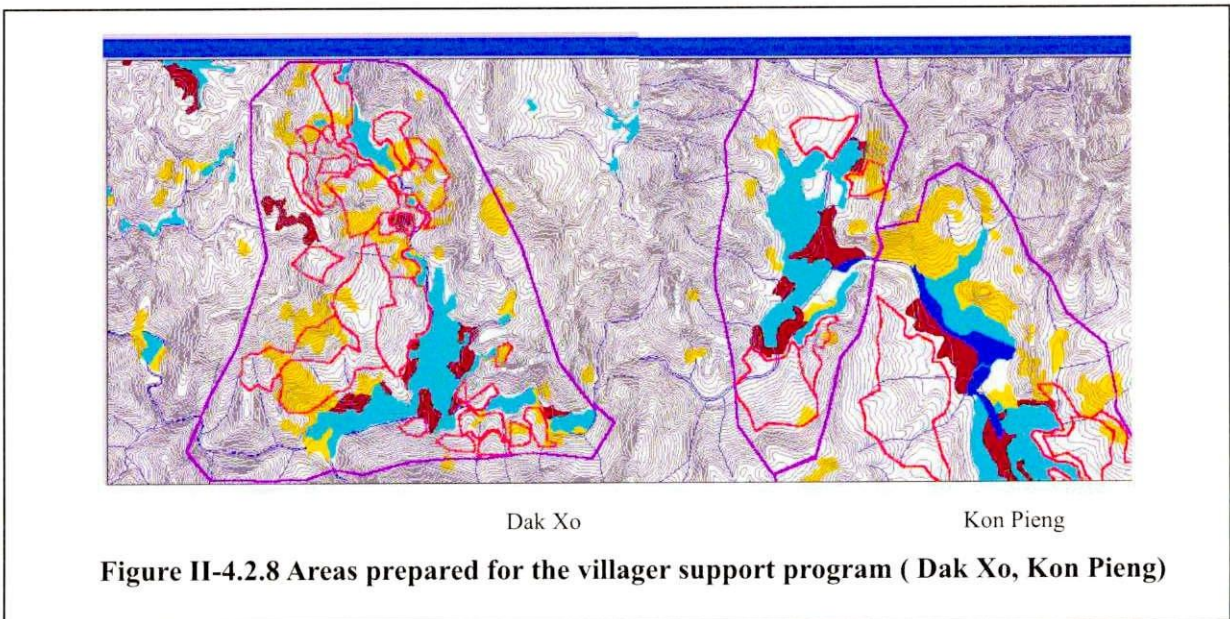 Dak Xo
Kon Pieng
Figure II-4.2.8 Areas prepared for the villager support program ( Dak Xo, Kon Pieng)